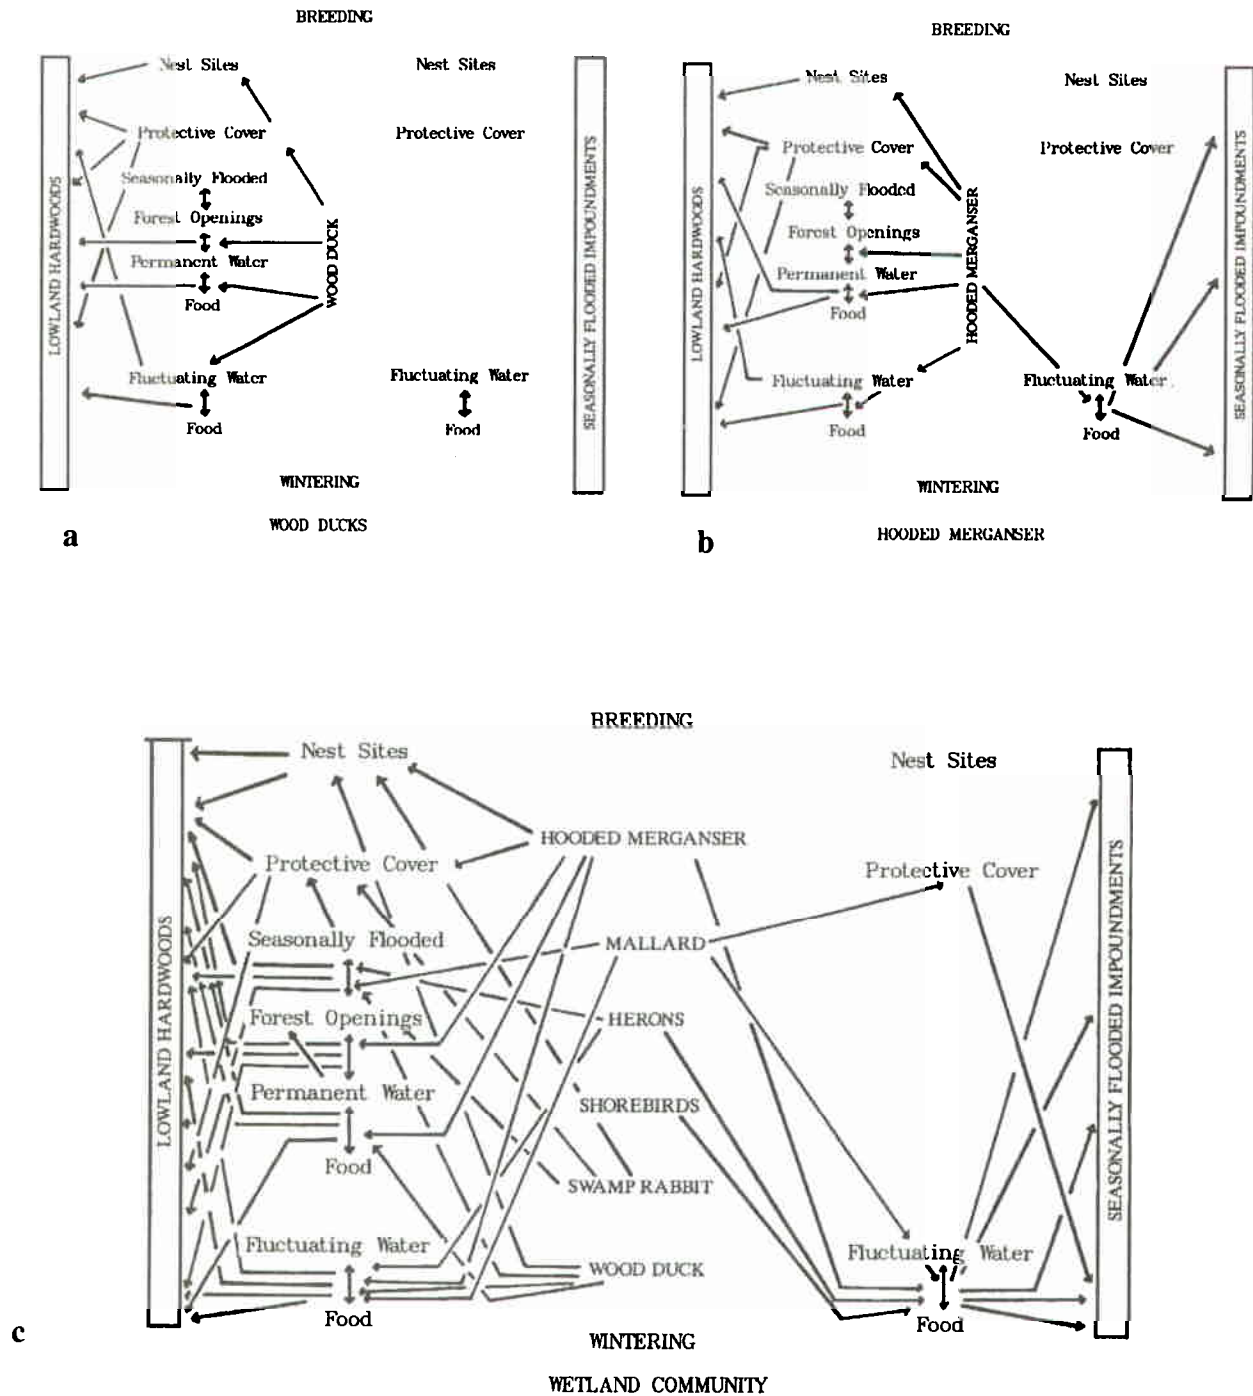 BREEDING
Nest Sites
Nest Sites
Protective Cover
Protective Cover
Seasonally Flooded
Forest Openings
Permanent Water
Food
Fluctuating Water
Food
Fluctuating Water
Food
LOWLAND HARDWOODS
WOOD DUCK
SEASONALLY FLOODED IMPOUNDMENTS
WINTERING
WOOD DUCKS
a
BREEDING
Nest Sites
Nest Sites
Protective Cover
Protective Cover
Seasonally Flooded
Forest Openings
Permanent Water
Food
Fluctuating Water
Food
Fluctuating Water
Food
LOWLAND HARDWOODS
HOODED MERGANSER
SEASONALLY FLOODED IMPOUNDMENTS
WINTERING
HOODED MERGANSER
b
BREEDING
Nest Sites
Nest Sites
HOODED MERGANSER
Protective Cover
Protective Cover
Seasonally Flooded
MALLARD
Forest Openings
HERONS
Permanent Water
SHOREBIRDS
Food
SWAMP RABBIT
Fluctuating Water
Fluctuating Water
WOOD DUCK
Food
Food
LOWLAND HARDWOODS
SEASONALLY FLOODED IMPOUNDMENTS
c
WINTERING
WETLAND COMMUNITY